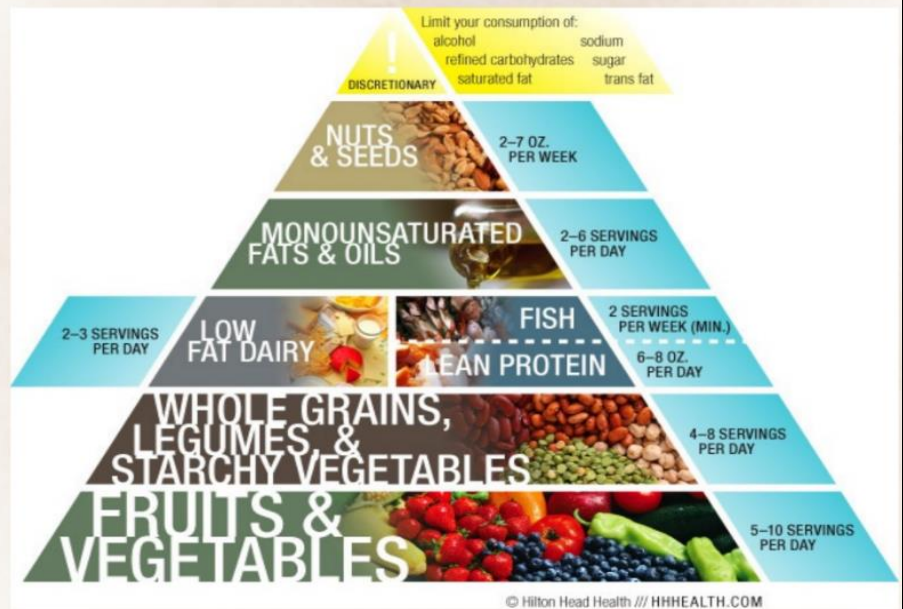 !
DISCRETIONARY
Limit your consumption of:
alcohol sodium
refined carbohydrates sugar
saturated fat trans fat
NUTS
& SEEDS
2–7 OZ.
PER WEEK
MONOUNSATURATED
FATS & OILS
2–6 SERVINGS
PER DAY
2–3 SERVINGS
PER DAY
LOW
FAT DAIRY
FISH
2 SERVINGS
PER WEEK (MIN.)
LEAN PROTEIN
6–8 OZ.
PER DAY
WHOLE GRAINS,
LEGUMES, &
STARCHY VEGETABLES
4–8 SERVINGS
PER DAY
FRUITS &
VEGETABLES
5–10 SERVINGS
PER DAY
© Hilton Head Health /// HHHEALTH.COM